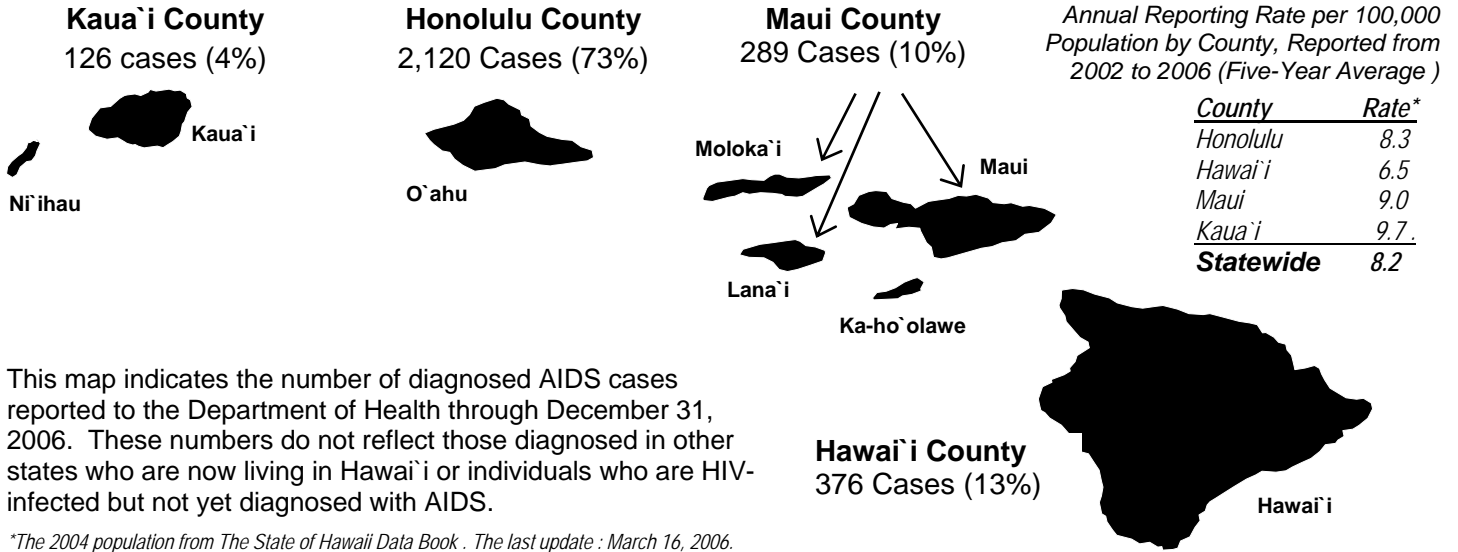 Kaua`i County
126 cases (4%)
Kaua`i
Ni`ihau
Honolulu County
2,120 Cases (73%)
O`ahu
Maui County
289 Cases (10%)
Moloka`i
Maui
Lana`i
Ka-ho`olawe
Annual Reporting Rate per 100,000
Population by County, Reported from
2002 to 2006 (Five-Year Average )
County Rate*
Honolulu 8.3
Hawai`i 6.5
Maui 9.0
Kaua`i 9.7 .
Statewide 8.2
This map indicates the number of diagnosed AIDS cases
reported to the Department of Health through December 31,
2006. These numbers do not reflect those diagnosed in other
states who are now living in Hawai`i or individuals who are HIV-
infected but not yet diagnosed with AIDS.
Hawai`i County
376 Cases (13%)
Hawai`i
*The 2004 population from The State of Hawaii Data Book . The last update : March 16, 2006.